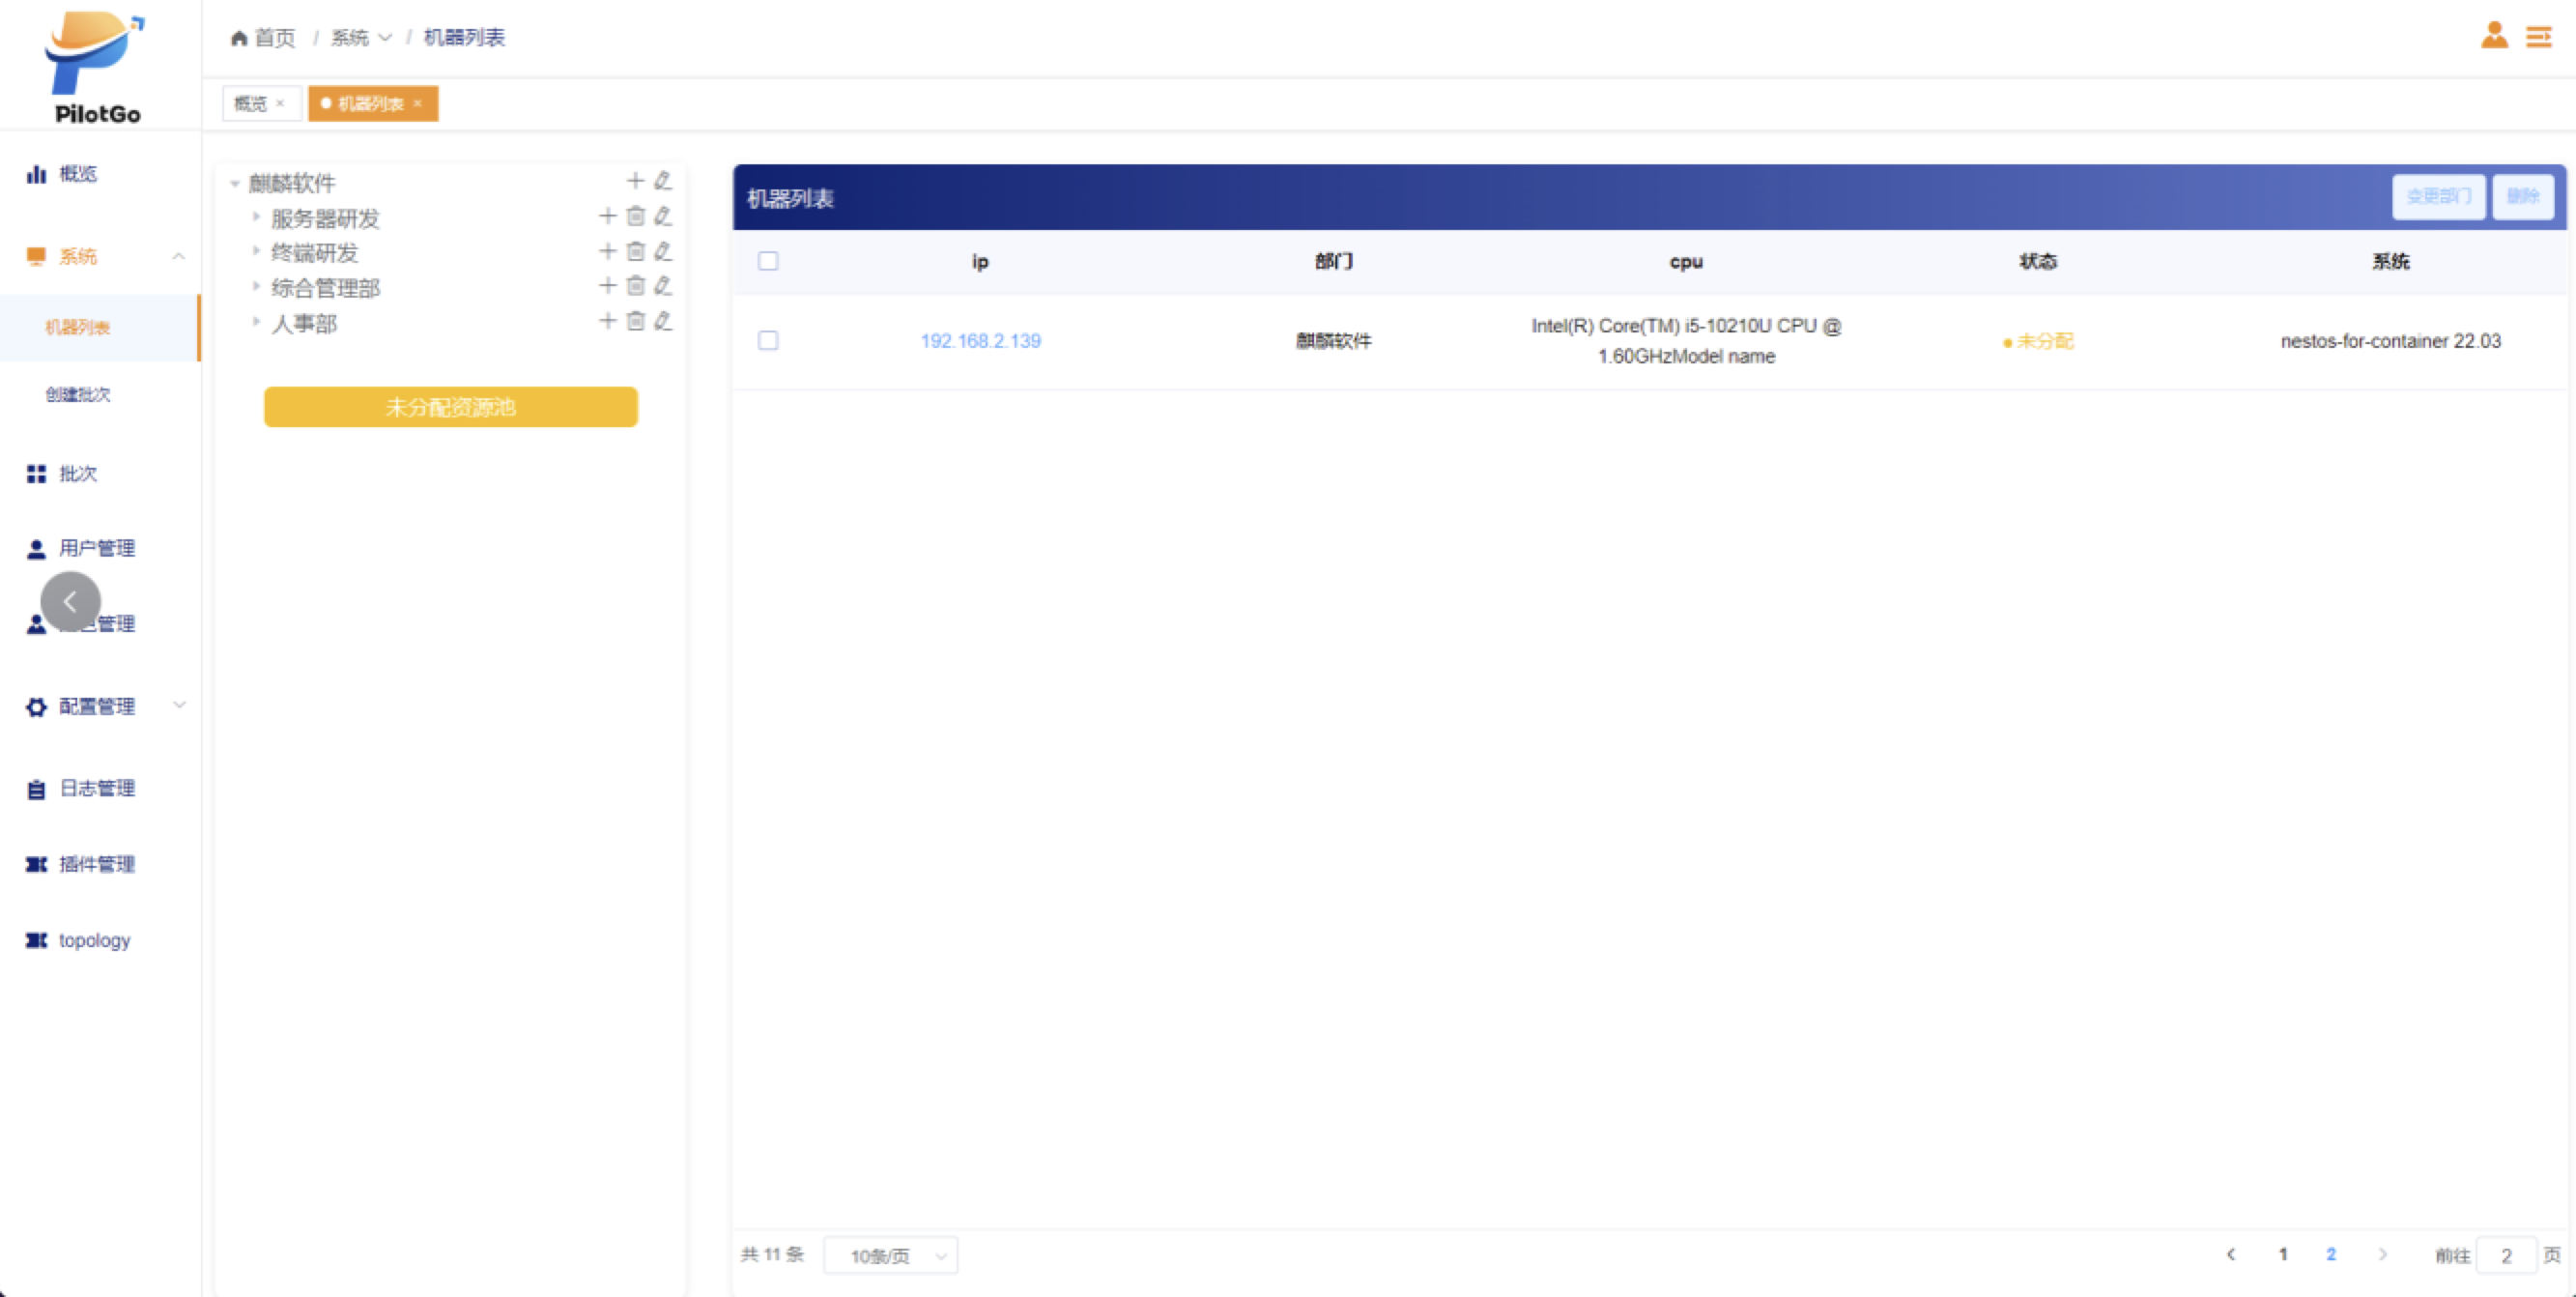 PilotGo
首页 / 系统 / 机器列表
概览 ×
机器列表 ×
概览
系统
机器列表
创建批次
批次
用户管理
管理
配置管理
日志管理
插件管理
topology
麒麟软件
服务器研发
终端研发
综合管理部
人事部
未分配资源池
机器列表
变更部门
删除
ip 部门 cpu 状态 系统
192.168.2.139 麒麟软件 Intel(R) Core(TM) i5-10210U CPU @ 1.60GHzModel name 未分配 nestos-for-container 22.03
共 11 条 10条/页 1 2 前往 2 页